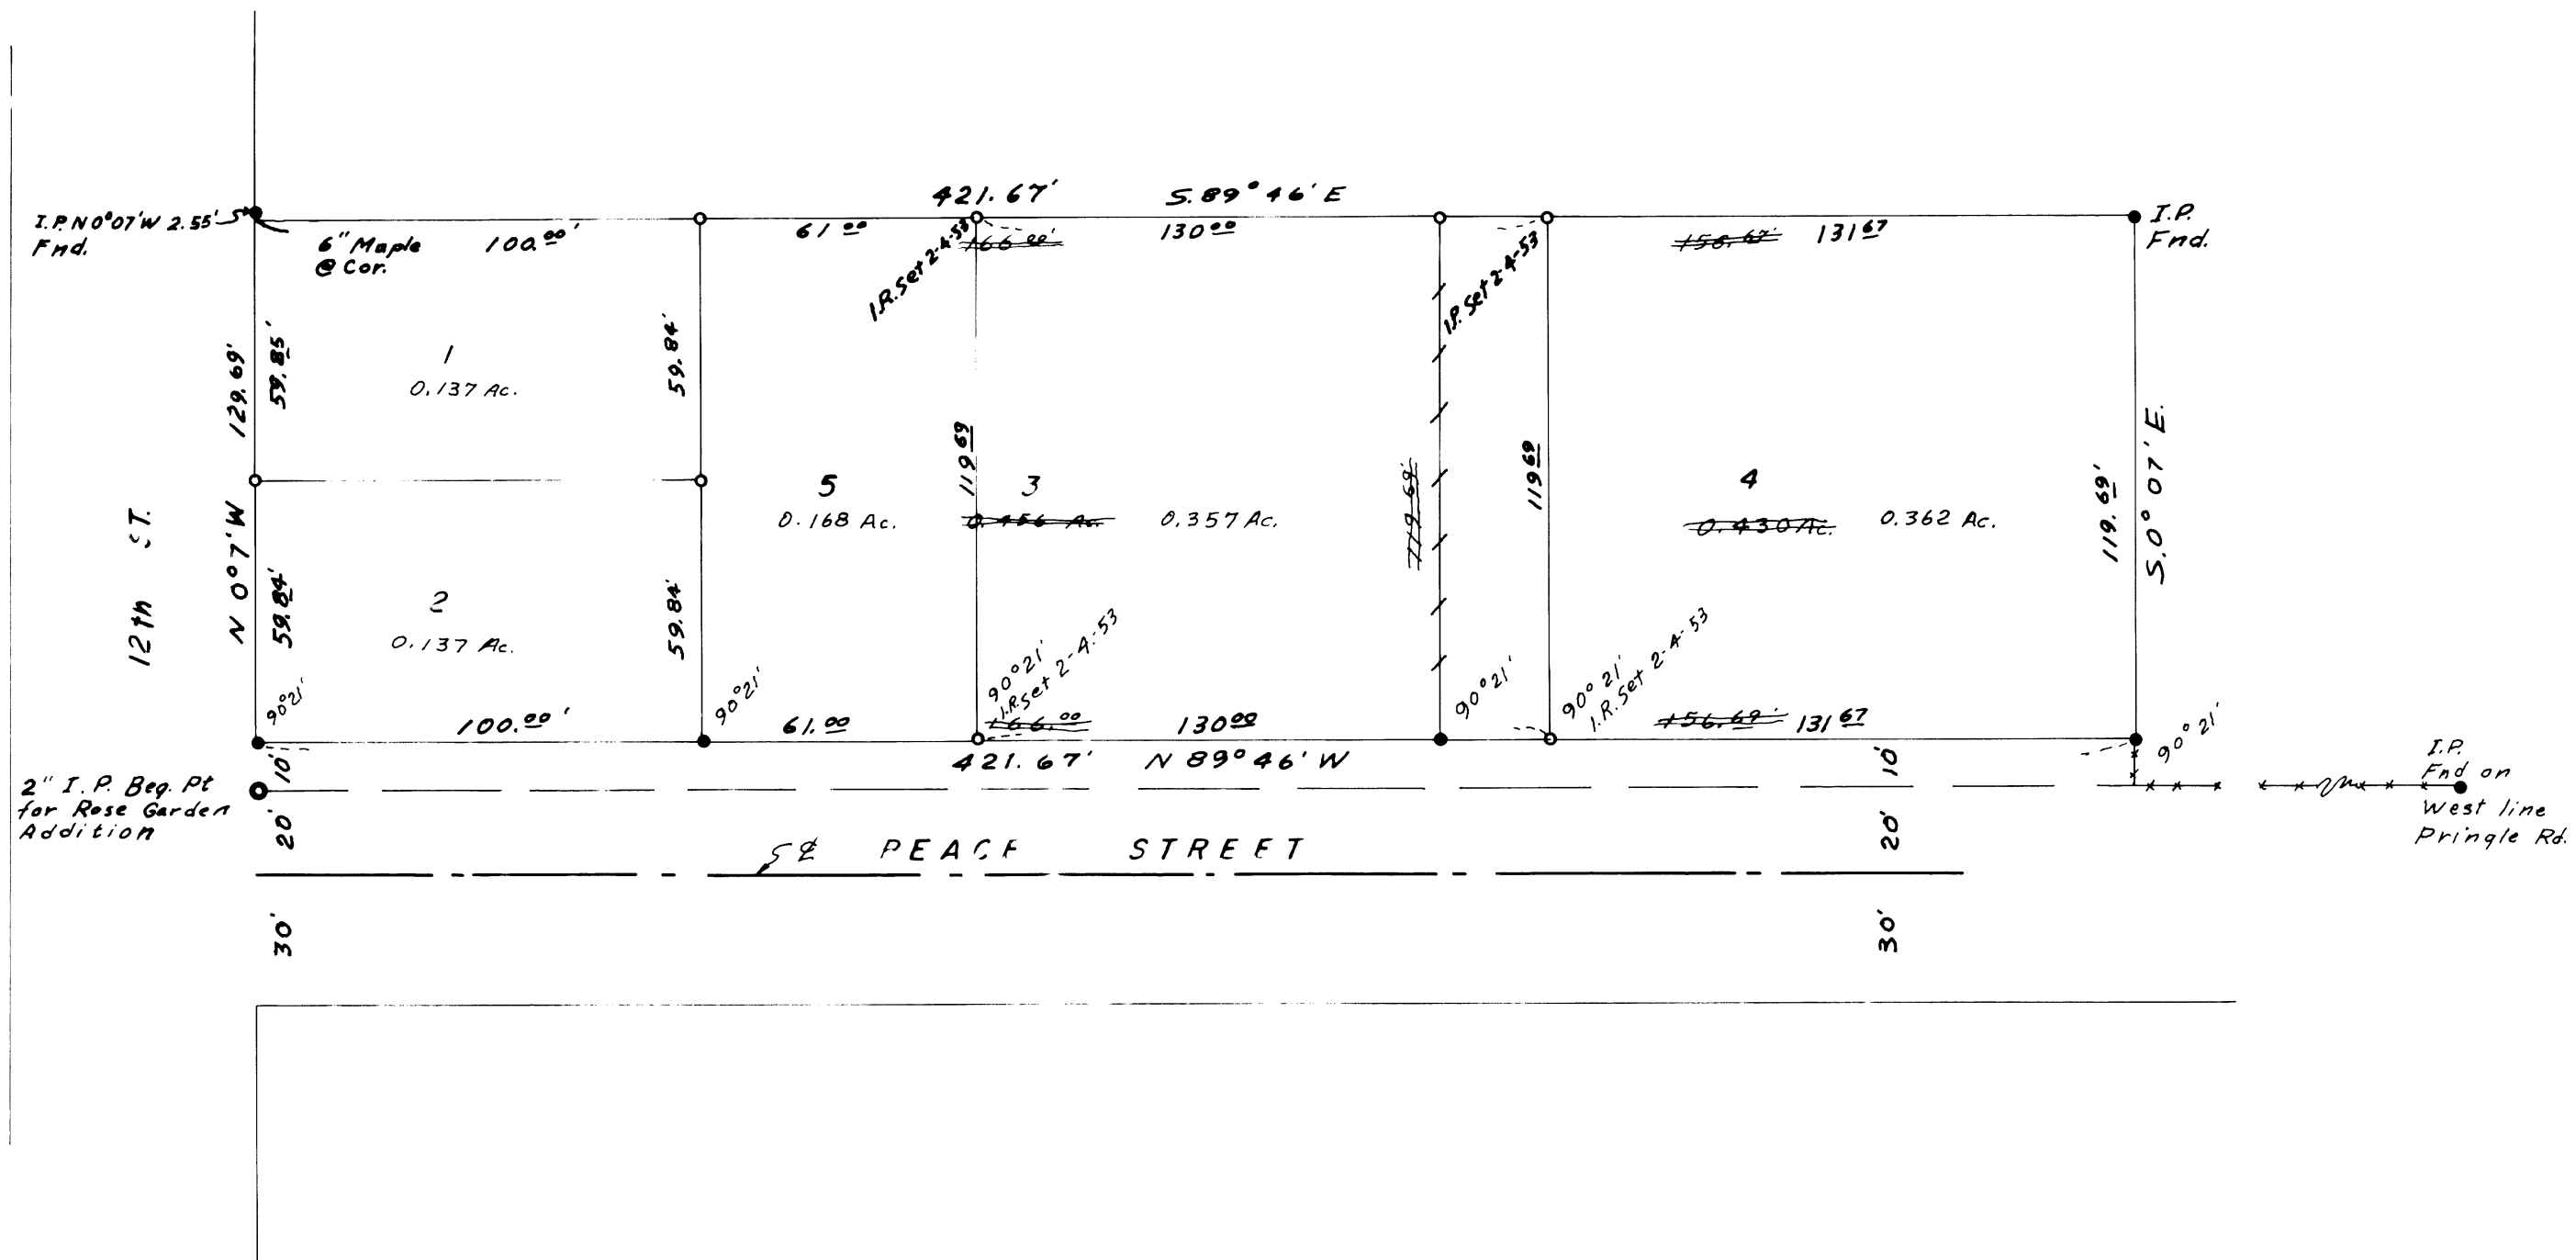 421.67' S. 89° 46' E
I.P. N 0°07'W 2.55'
Fnd.
6" Maple
@ Cor.
100.00'
61 00
166.00'
130 00
156.67'
131 67
I.P.
Fnd.
I.R. Set 2-4-53
I.P. Set 2-4-53
12th ST.
N 0° 7' W 129.69'
59.85'
59.84'
1
0.137 Ac.
59.84'
2
0.137 Ac.
59.84'
5
0.168 Ac.
119 69
3
0.456 Ac.
0.357 Ac.
119.69'
119 69
4
0.430 Ac.
0.362 Ac.
119.69'
S. 0° 07' E.
90°21'
90°21'
90°21'
I.R. Set 2-4-53
90°21'
90° 21'
I.R. Set 2-4-53
90° 21'
100.00'
61.00
166.00
130 00
156.67'
131 67
421.67' N 89° 46' W
10'
10'
2" I.P. Beg. Pt
for Rose Garden
Addition
I.P.
Fnd on
West line
Pringle Rd.
20'
20'
℄ PEACE STREET
30'
30'